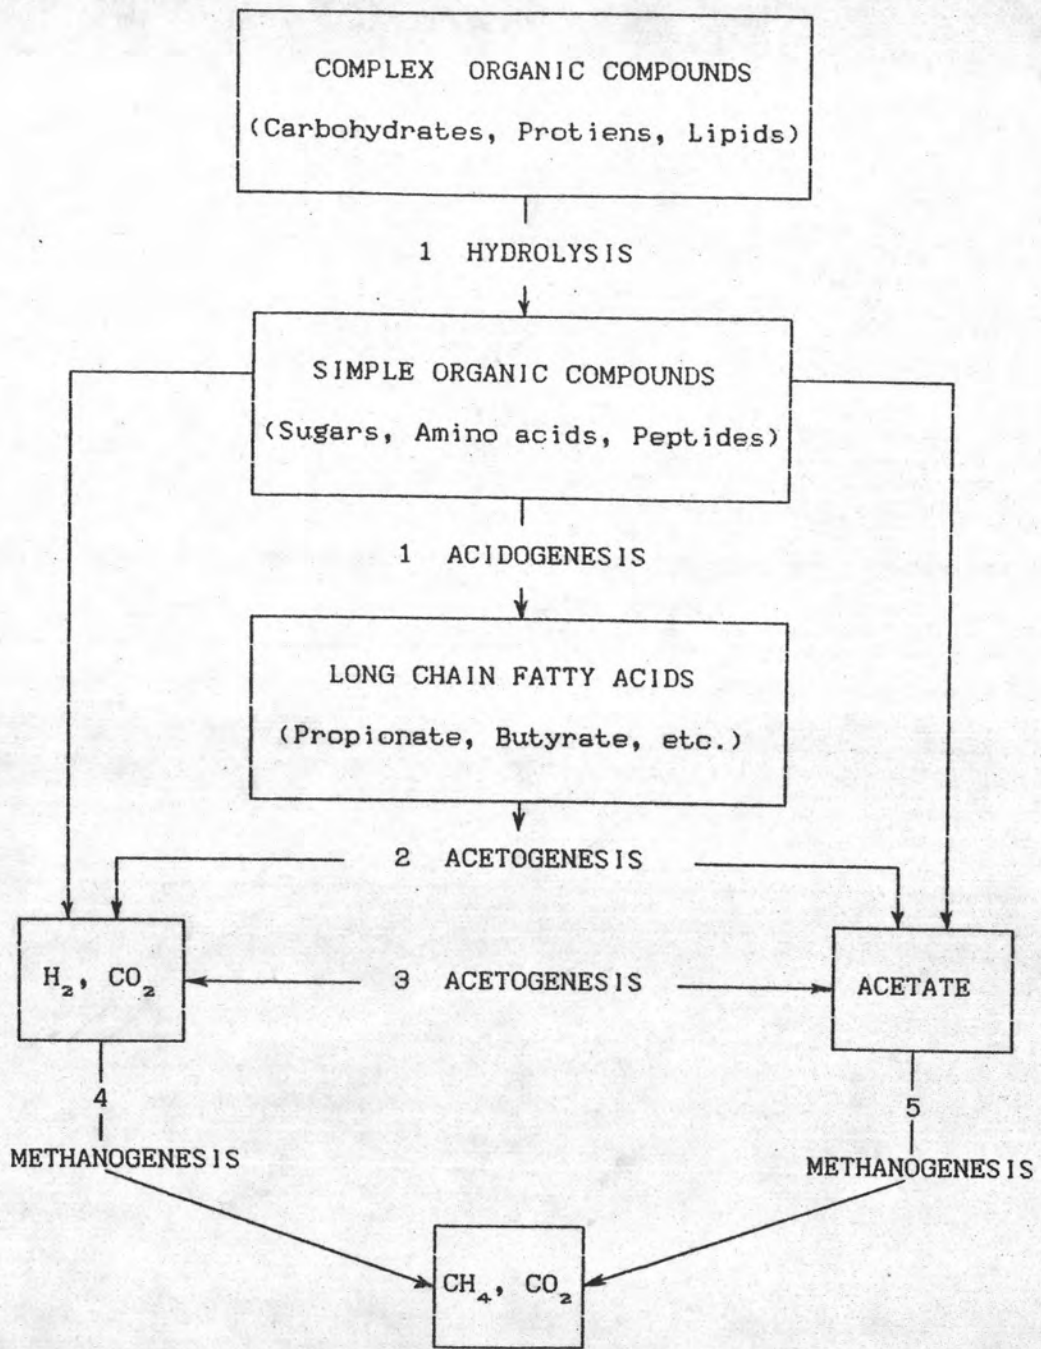 COMPLEX ORGANIC COMPOUNDS
(Carbohydrates, Protiens, Lipids)
1 HYDROLYSIS
SIMPLE ORGANIC COMPOUNDS
(Sugars, Amino acids, Peptides)
1 ACIDOGENESIS
LONG CHAIN FATTY ACIDS
(Propionate, Butyrate, etc.)
2 ACETOGENESIS
H₂, CO₂
3 ACETOGENESIS
ACETATE
4
5
METHANOGENESIS
METHANOGENESIS
CH₄, CO₂